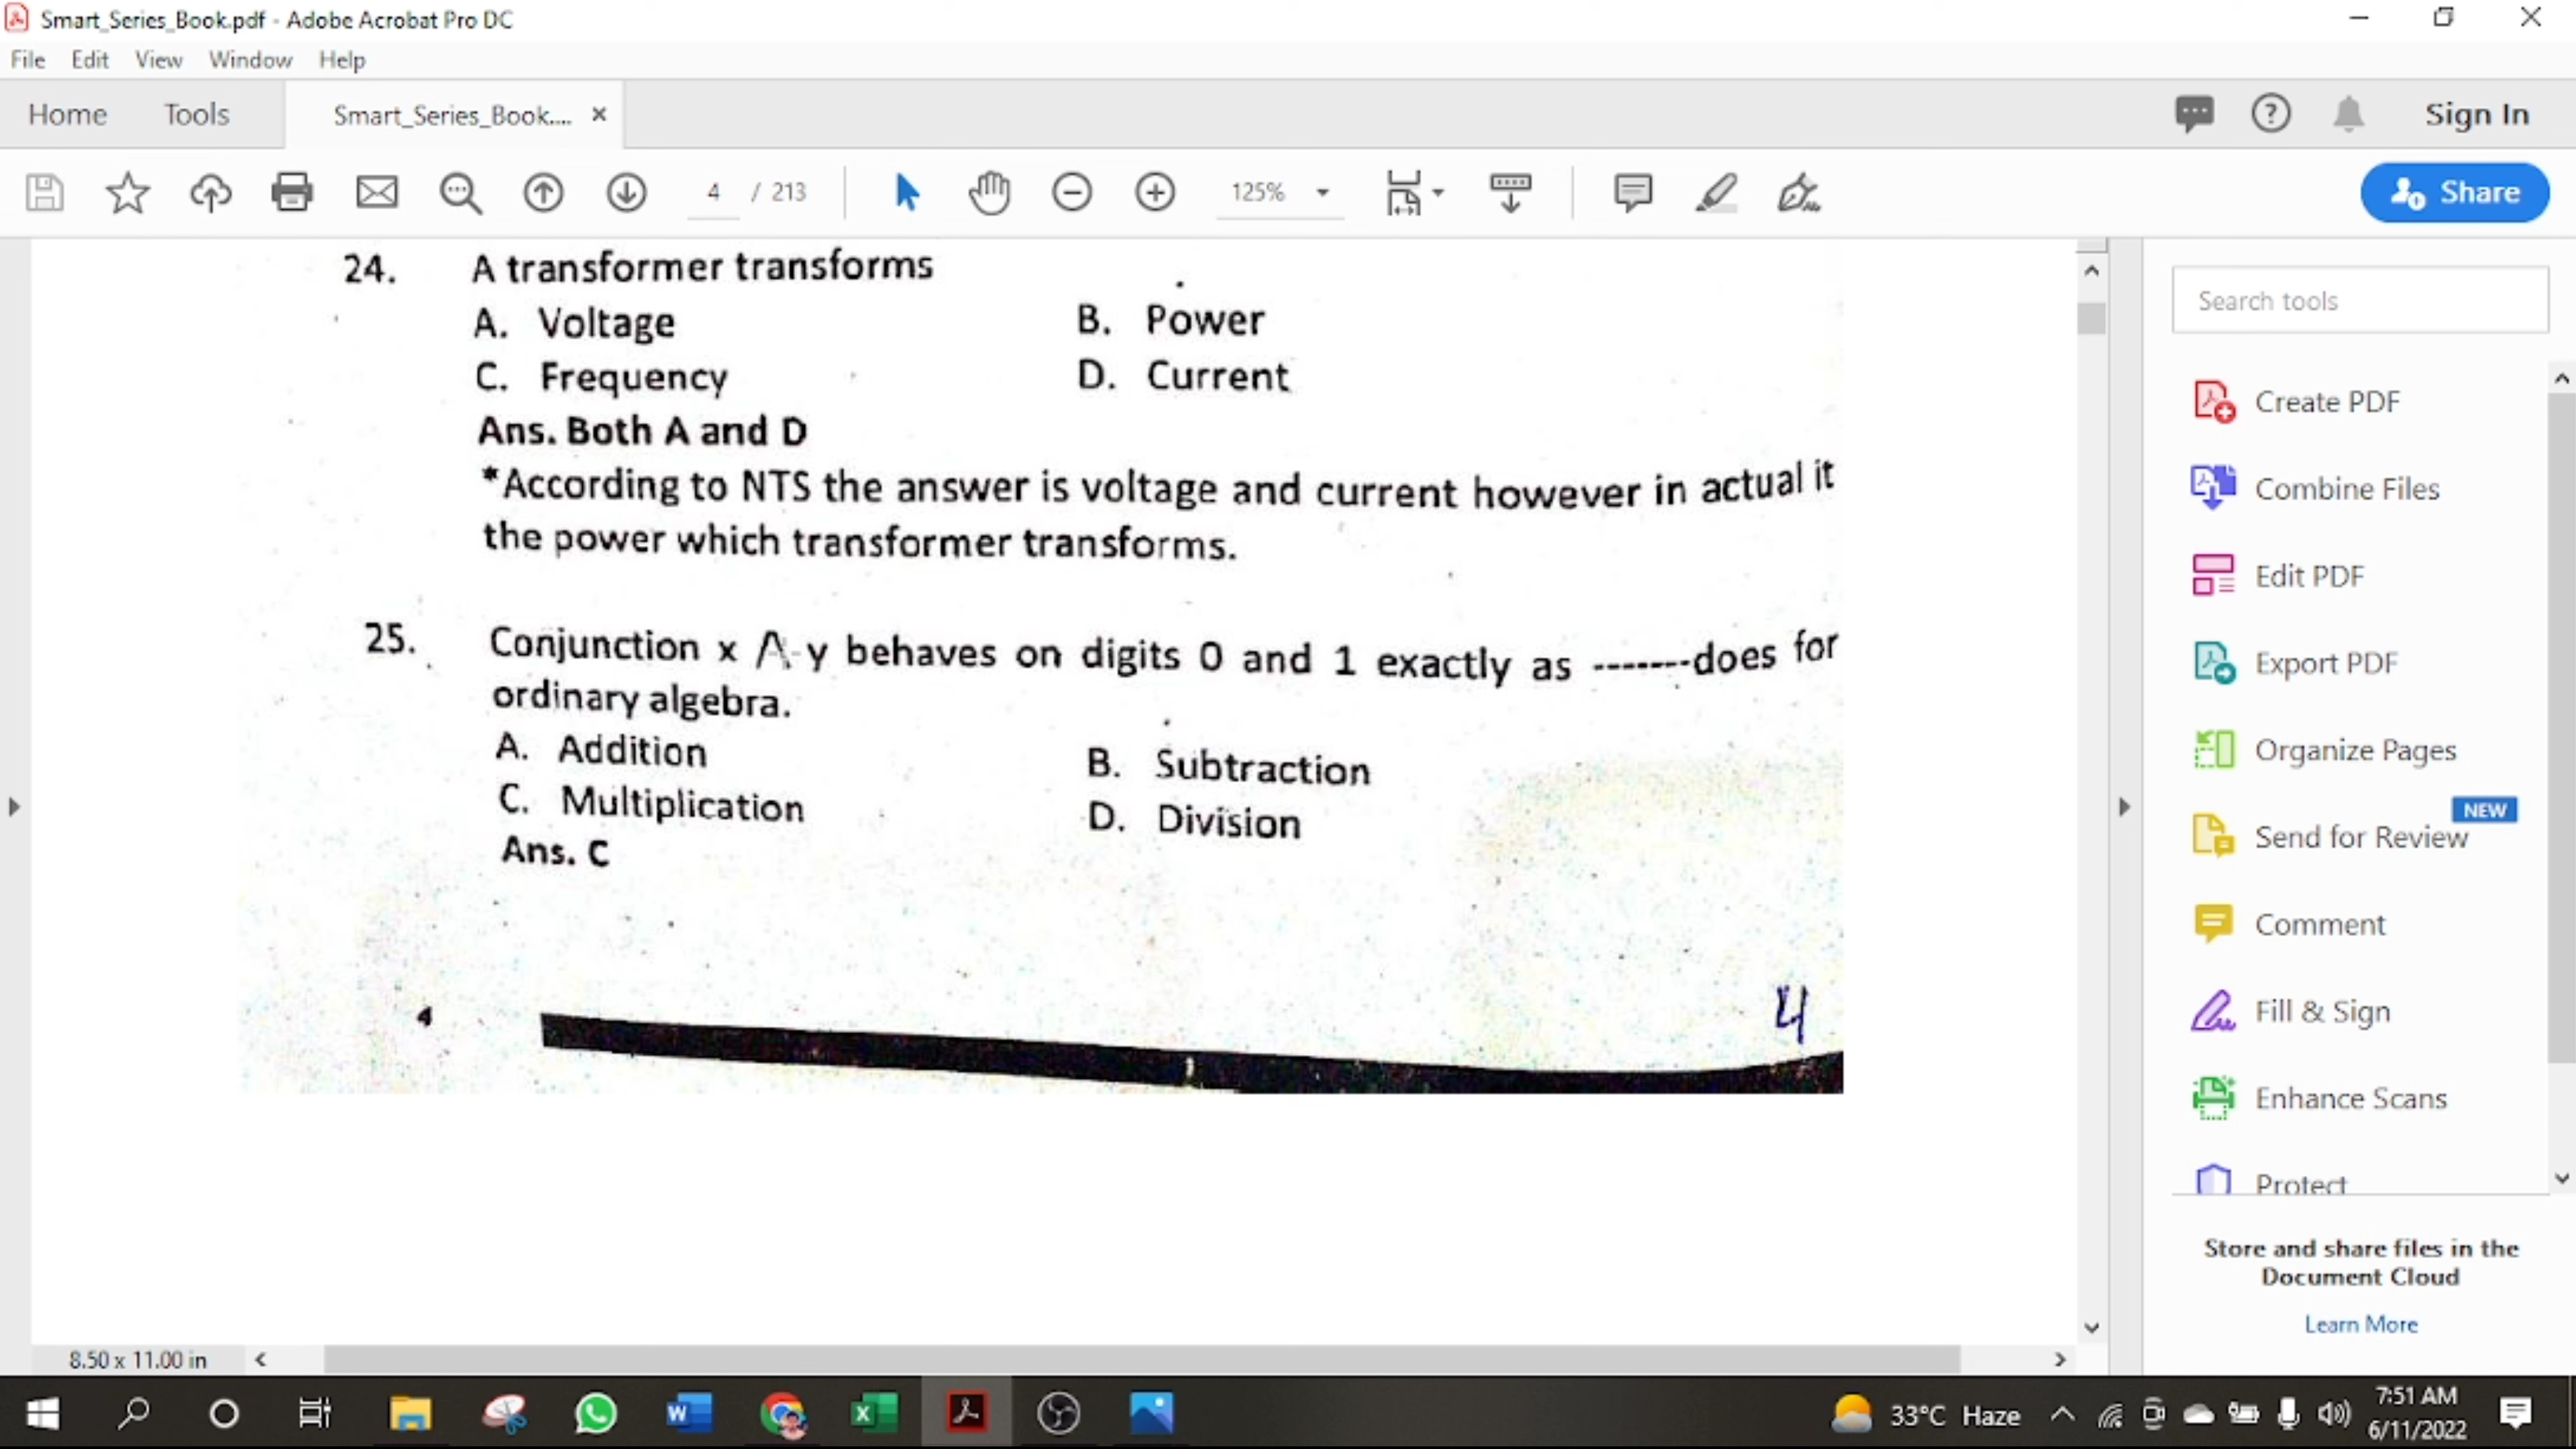 Smart_Series_Book.pdf - Adobe Acrobat Pro DC
File Edit View Window Help
Home Tools Smart_Series_Book.... × Sign In
4 / 213 125% Share
24. A transformer transforms
A. Voltage B. Power
C. Frequency D. Current
Ans. Both A and D
*According to NTS the answer is voltage and current however in actual it
the power which transformer transforms.
25. Conjunction x Λ y behaves on digits 0 and 1 exactly as -------does for
ordinary algebra.
A. Addition B. Subtraction
C. Multiplication D. Division
Ans. C
4
4
Search tools
Create PDF
Combine Files
Edit PDF
Export PDF
Organize Pages
NEW
Send for Review
Comment
Fill & Sign
Enhance Scans
Protect
Store and share files in the
Document Cloud
Learn More
8.50 x 11.00 in
33°C Haze
7:51 AM
6/11/2022